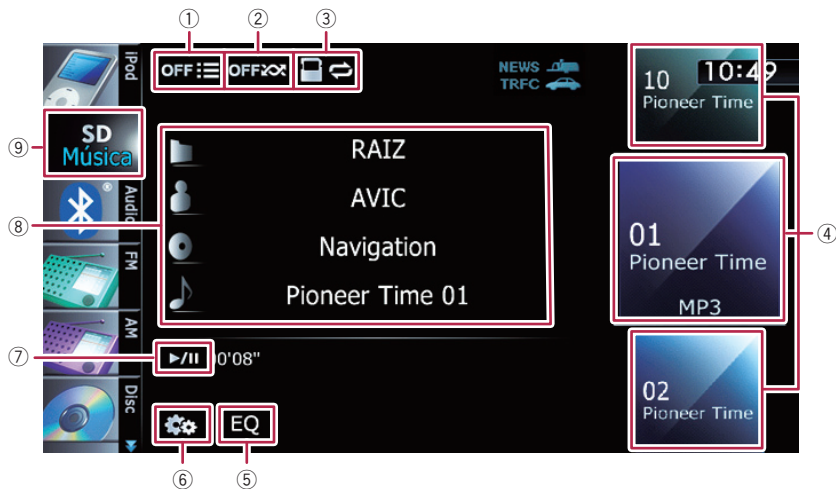 ① ② ③
iPod
OFF OFF
NEWS
TRFC
10:49
10
Pioneer Time
⑨
SD
Música
Audio
⑧
RAIZ
AVIC
Navigation
Pioneer Time 01
④
01
Pioneer Time
MP3
FM
AM
⑦
00'08"
02
Pioneer Time
Disc
EQ
⑥ ⑤